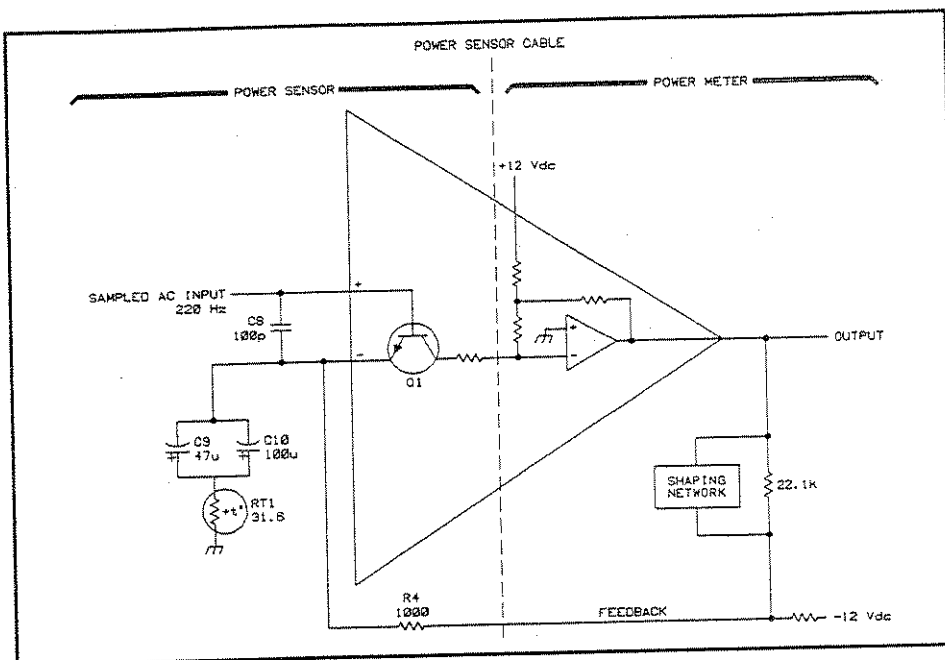 POWER SENSOR CABLE
POWER SENSOR
POWER METER
+12 Vdc
SAMPLED AC INPUT
220 Hz
+
C8
100p
-
Q1
+
-
OUTPUT
C9
47u
C10
100u
+t°
RT1
31.6
SHAPING
NETWORK
22.1K
R4
1000
FEEDBACK
-12 Vdc